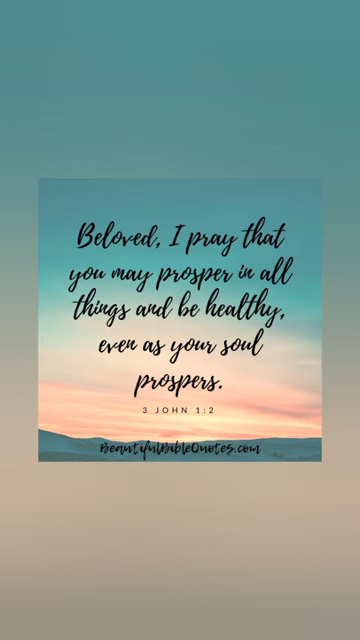 Beloved, I pray that
you may prosper in all
things and be healthy,
even as your soul
prospers.
3 JOHN 1:2
BeautifulBibleQuotes.com